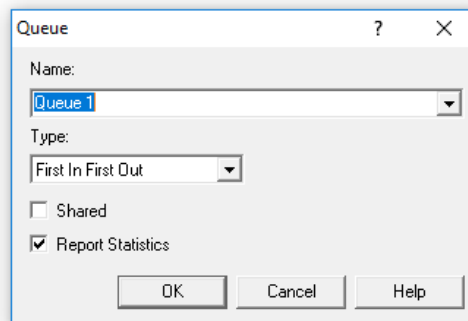 Queue ? ×
Name:
Queue 1
Type:
First In First Out
Shared
Report Statistics
OK Cancel Help